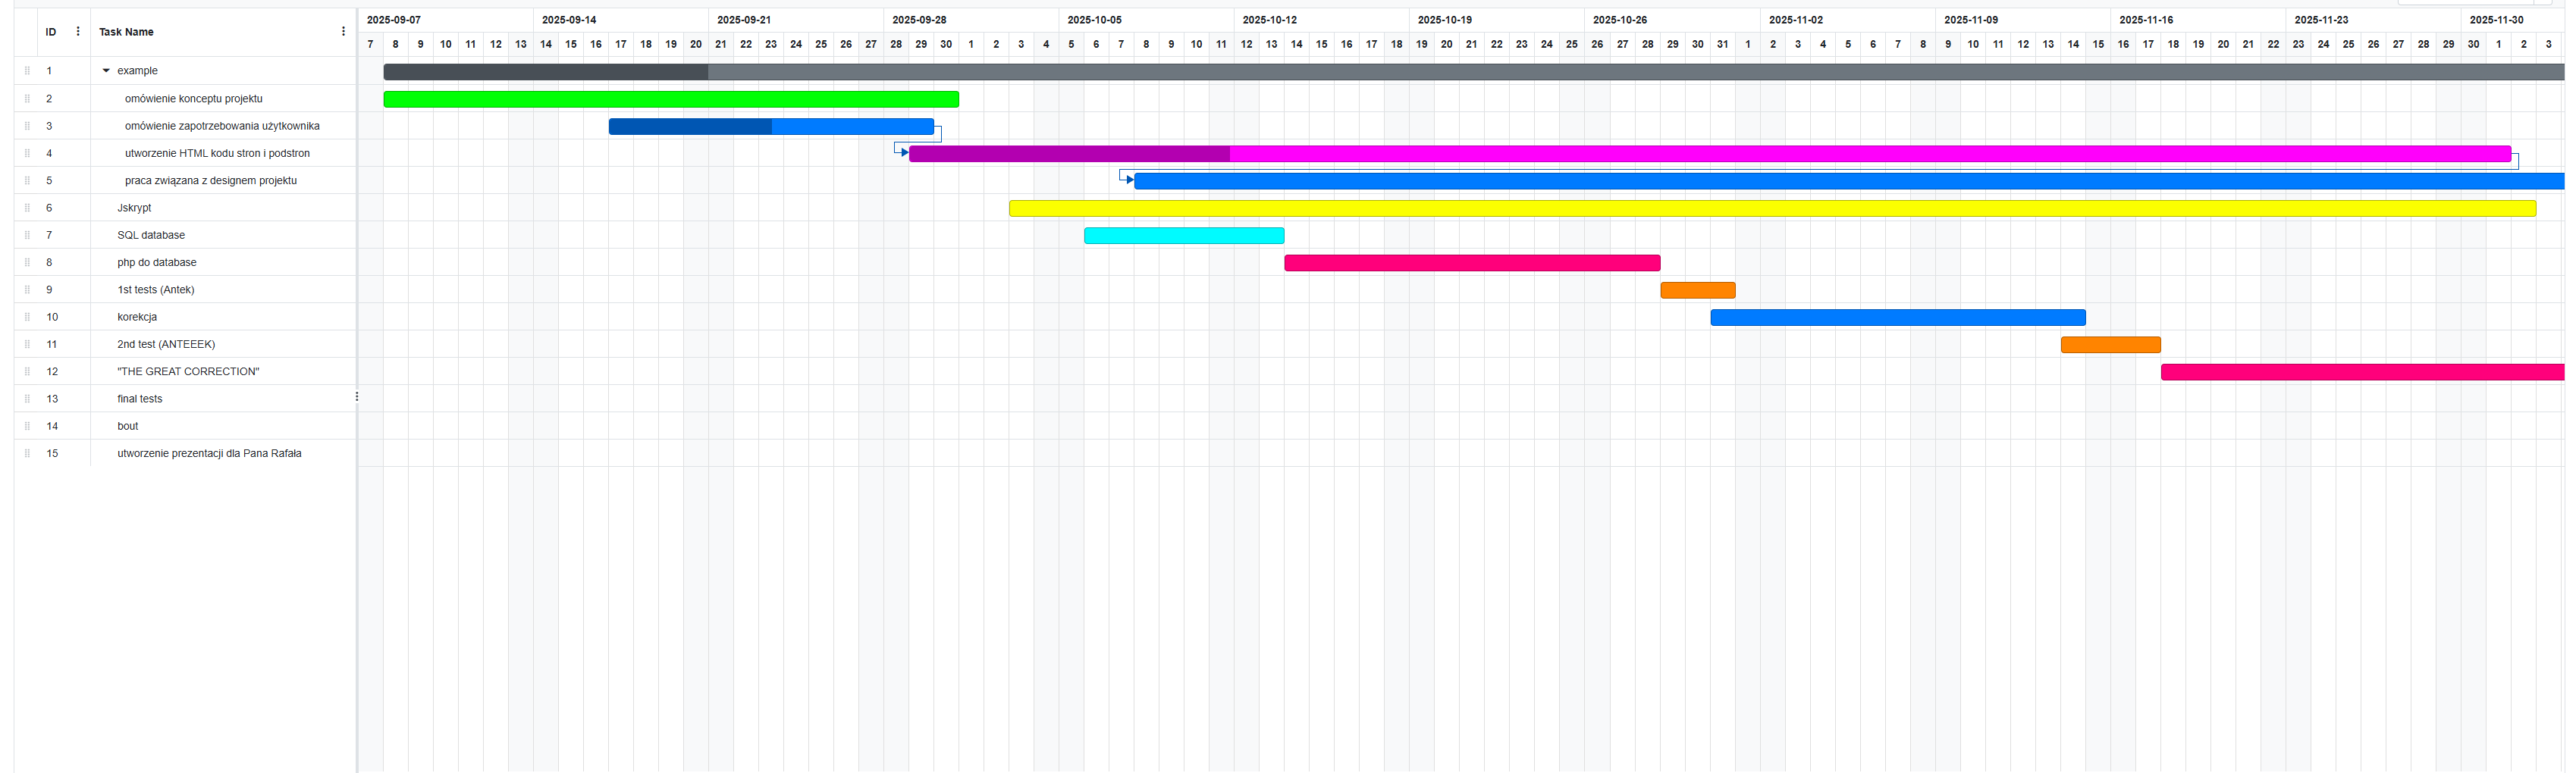 2025-09-07 2025-09-14 2025-09-21 2025-09-28 2025-10-05 2025-10-12 2025-10-19 2025-10-26 2025-11-02 2025-11-09 2025-11-16 2025-11-23 2025-11-30
ID Task Name
7 8 9 10 11 12 13 14 15 16 17 18 19 20 21 22 23 24 25 26 27 28 29 30 1 2 3 4 5 6 7 8 9 10 11 12 13 14 15 16 17 18 19 20 21 22 23 24 25 26 27 28 29 30 31 1 2 3 4 5 6 7 8 9 10 11 12 13 14 15 16 17 18 19 20 21 22 23 24 25 26 27 28 29 30 1 2 3
1 example
2 omówienie konceptu projektu
3 omówienie zapotrzebowania użytkownika
4 utworzenie HTML kodu stron i podstron
5 praca związana z designem projektu
6 Jskrypt
7 SQL database
8 php do database
9 1st tests (Antek)
10 korekcja
11 2nd test (ANTEEEK)
12 "THE GREAT CORRECTION"
13 final tests
14 bout
15 utworzenie prezentacji dla Pana Rafała